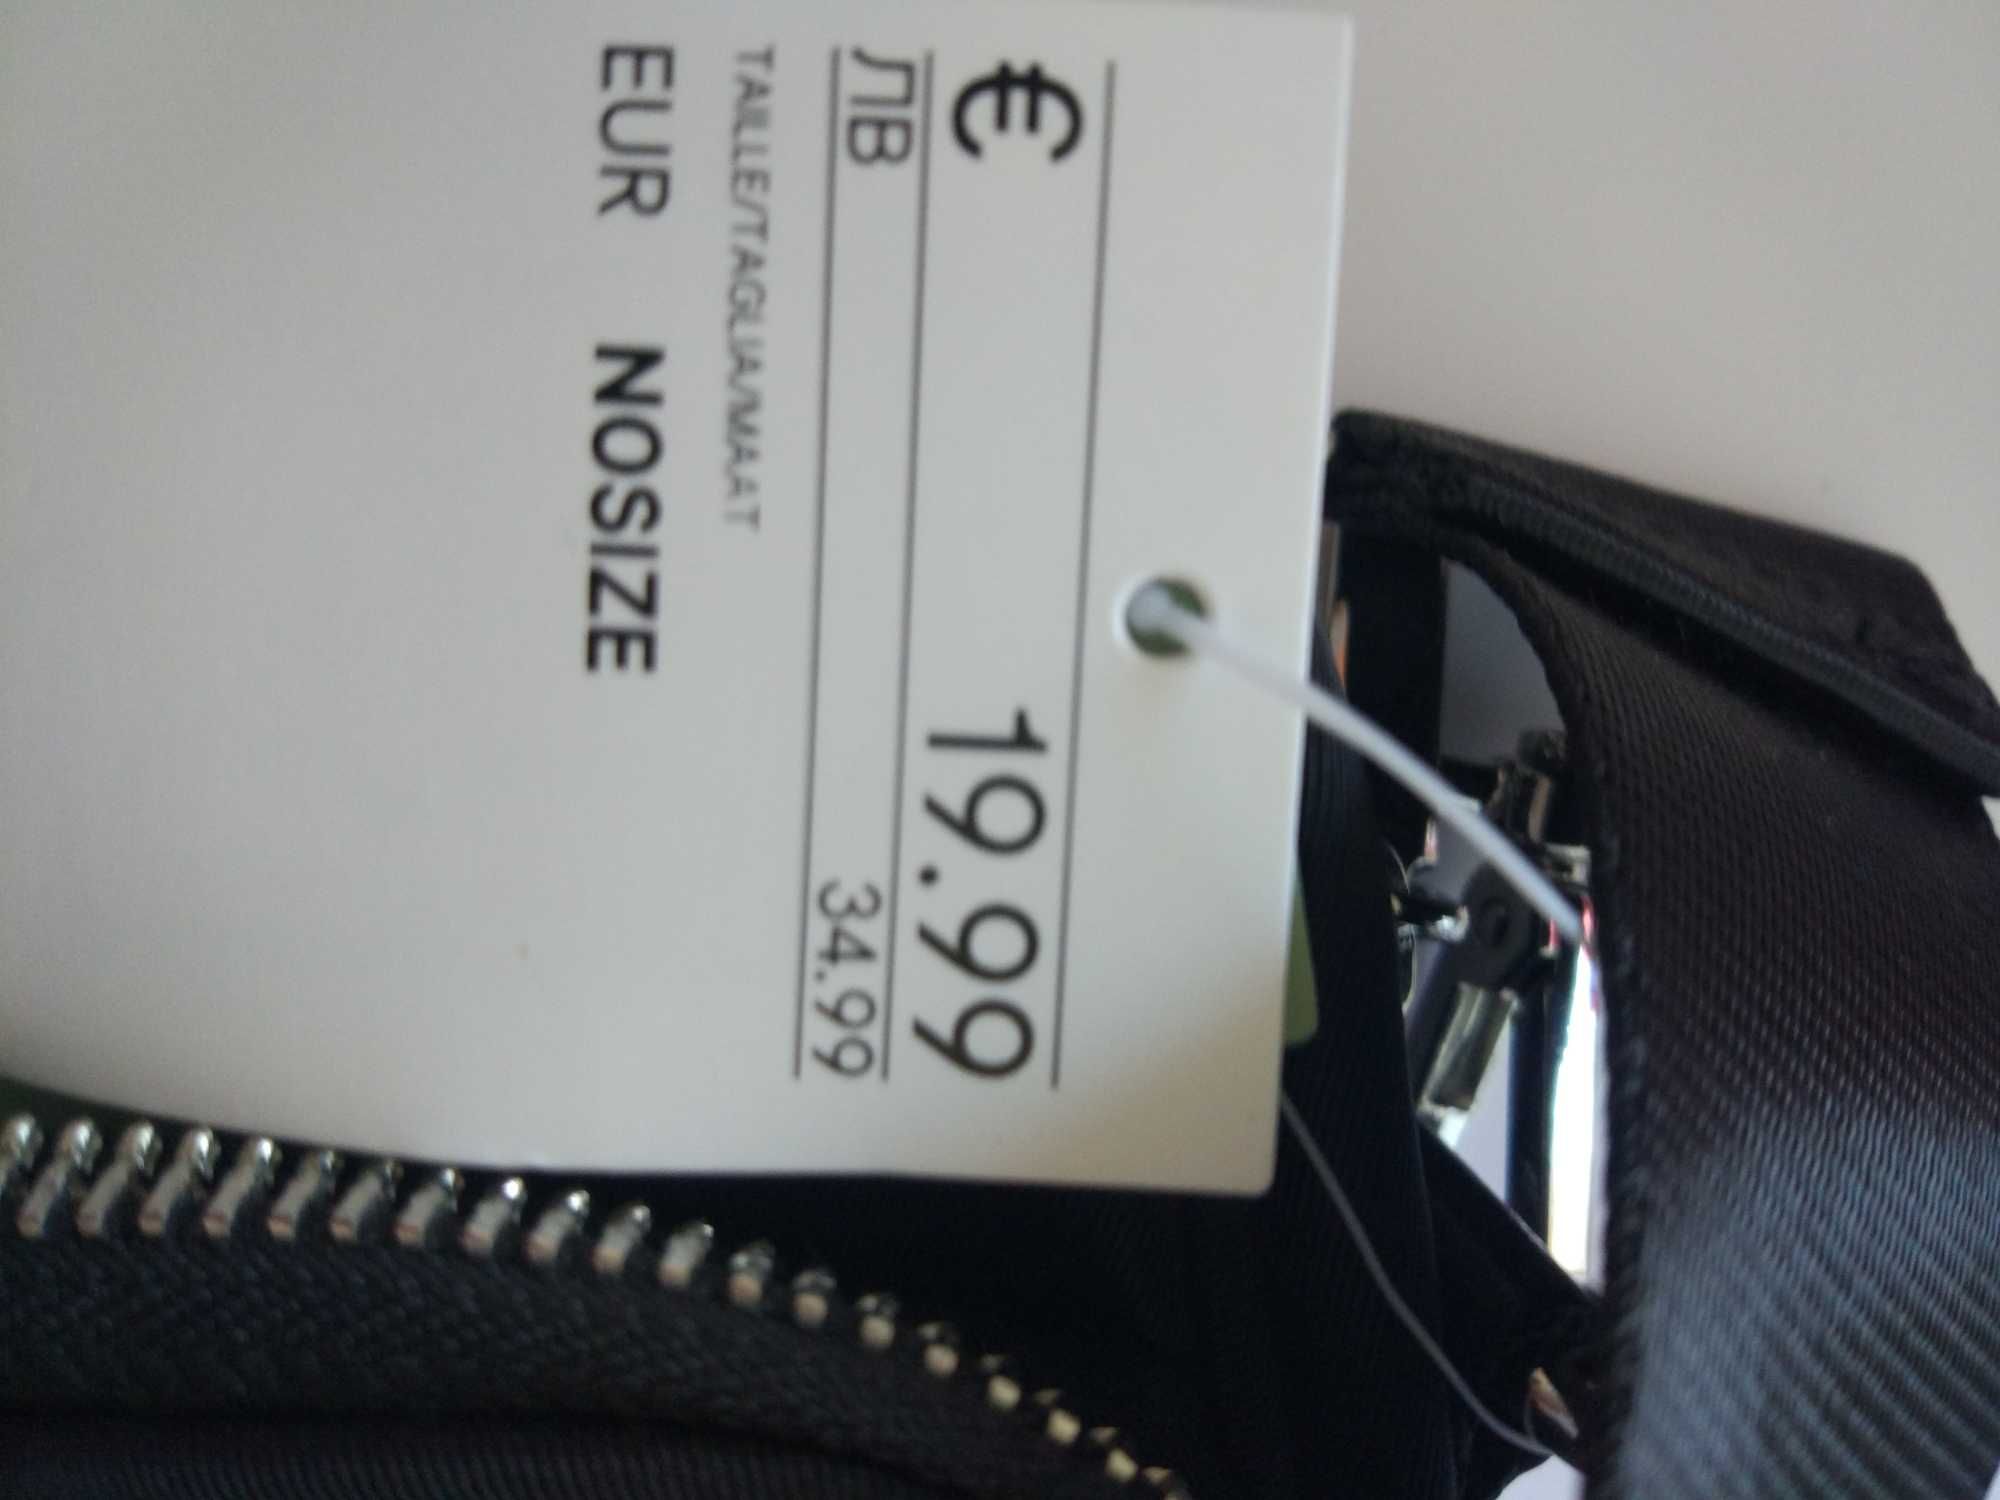 € 19.99
ЛВ 34.99
TAILLE/TAGLIA/MAAT
EUR NOSIZE